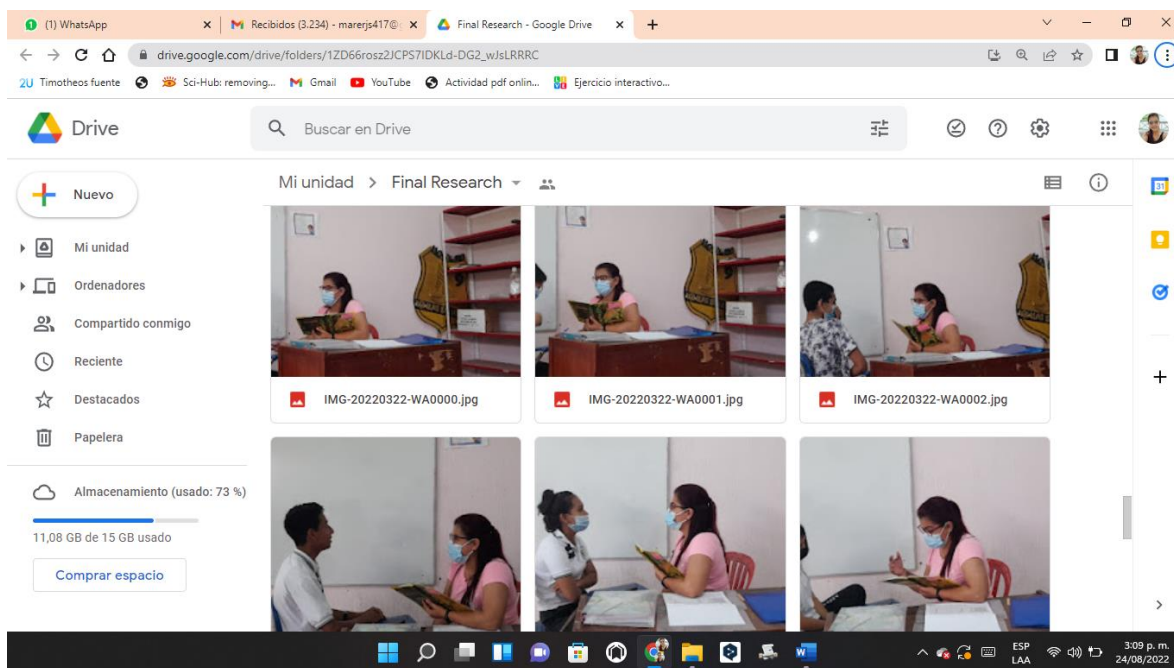 (1) WhatsApp
Recibidos (3.234) - marerjs417@
Final Research - Google Drive
drive.google.com/drive/folders/1ZD66rosz2JCPS7IDKLd-DG2_wJsLRRRC
Timotheos fuente
Sci-Hub: removing...
Gmail
YouTube
Actividad pdf onlin...
Ejercicio interactivo...
Drive
Buscar en Drive
Nuevo
Mi unidad > Final Research
31
Mi unidad
Ordenadores
Compartido conmigo
Reciente
Destacados
Papelera
Almacenamiento (usado: 73 %)
11,08 GB de 15 GB usado
Comprar espacio
IMG-20220322-WA0000.jpg
IMG-20220322-WA0001.jpg
IMG-20220322-WA0002.jpg
ESP
LAA
3:09 p. m.
24/08/2022